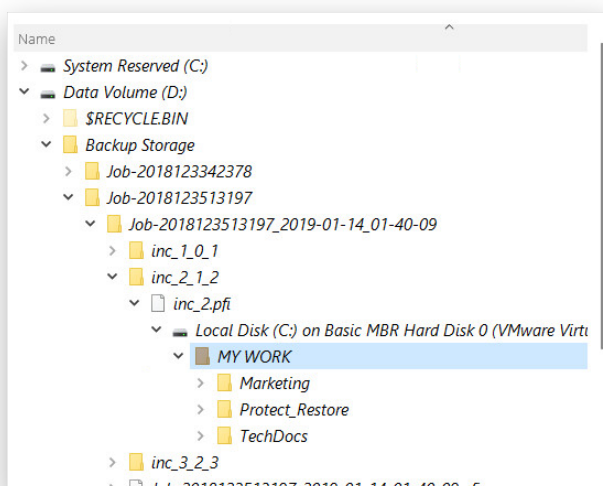 Name
System Reserved (C:)
Data Volume (D:)
$RECYCLE.BIN
Backup Storage
Job-2018123342378
Job-2018123513197
Job-2018123513197_2019-01-14_01-40-09
inc_1_0_1
inc_2_1_2
inc_2.pfi
Local Disk (C:) on Basic MBR Hard Disk 0 (VMware Virtu
MY WORK
Marketing
Protect_Restore
TechDocs
inc_3_2_3